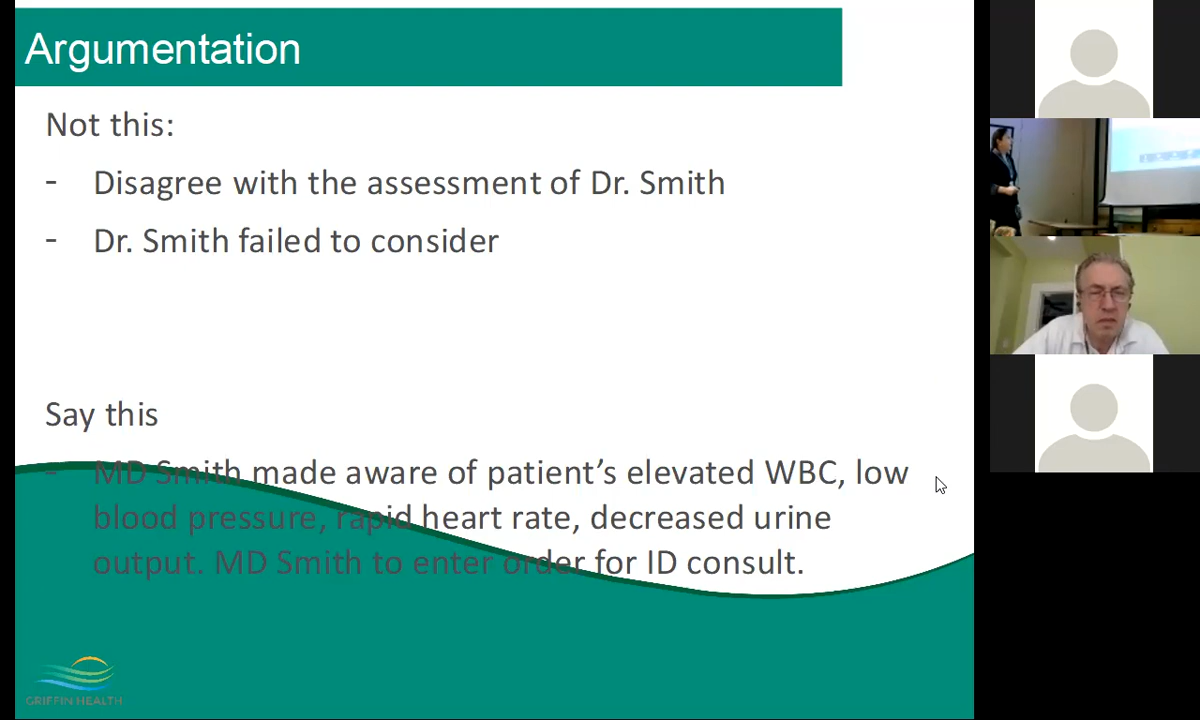 Argumentation
Not this:
- Disagree with the assessment of Dr. Smith
- Dr. Smith failed to consider
Say this
- MD Smith made aware of patient’s elevated WBC, low
blood pressure, rapid heart rate, decreased urine
output. MD Smith to enter order for ID consult.
GRIFFIN HEALTH